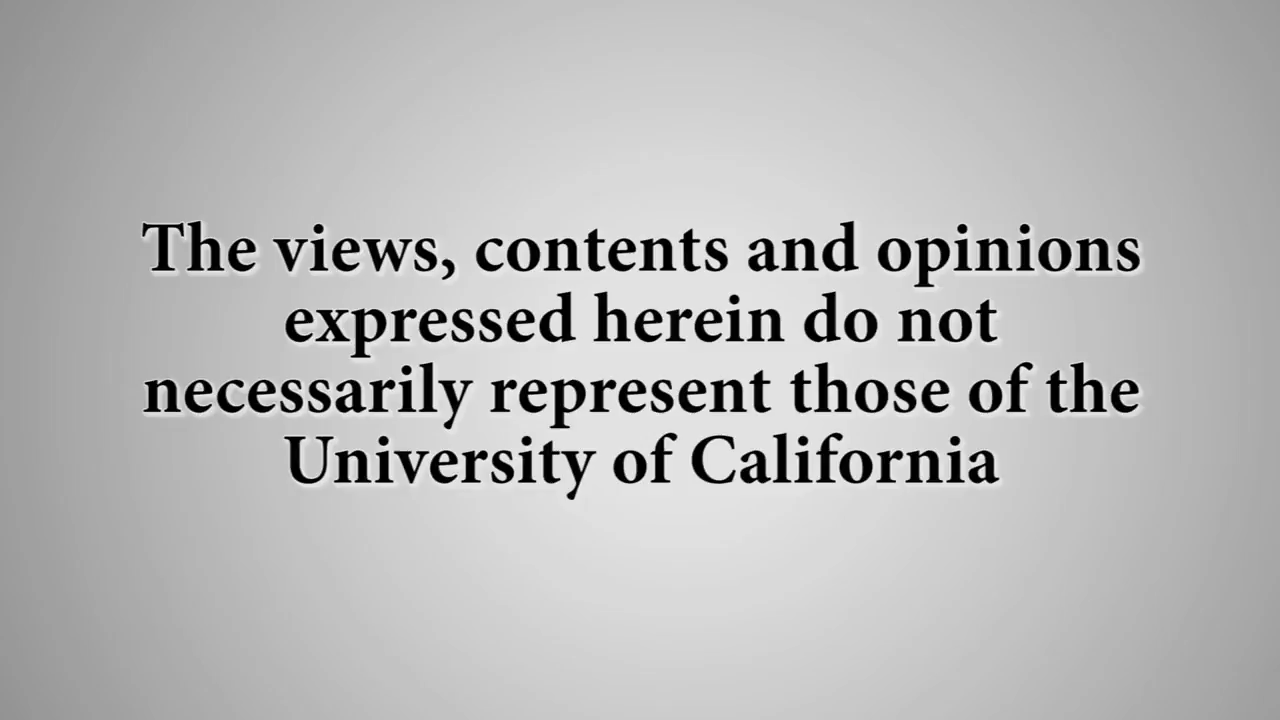 The views, contents and opinions
expressed herein do not
necessarily represent those of the
University of California